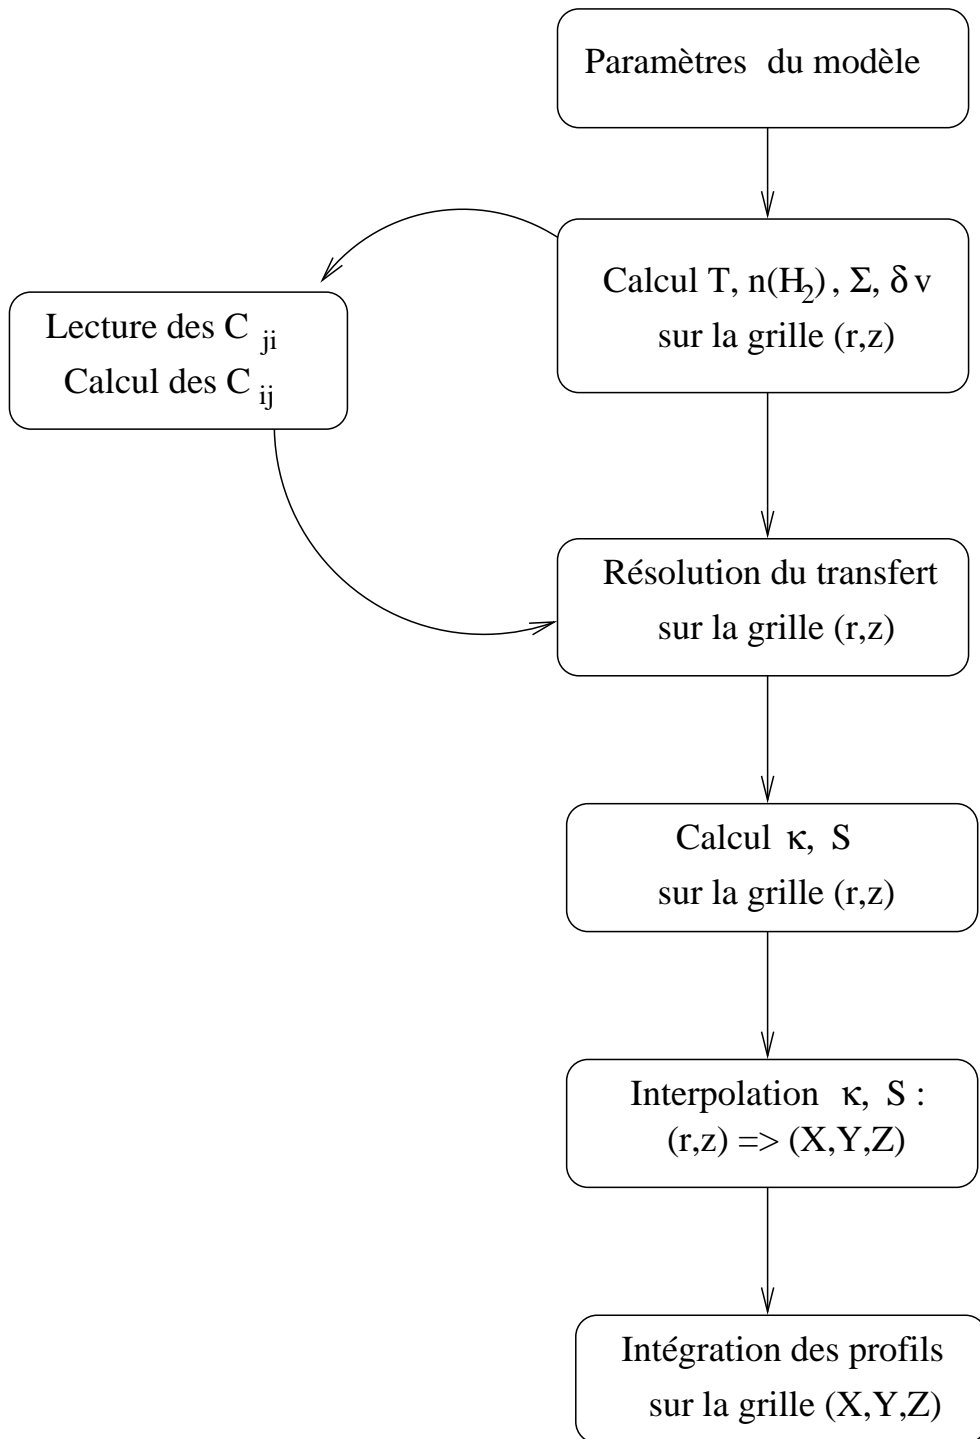 Paramètres du modèle
Calcul T, n(H₂), Σ, δv
sur la grille (r,z)
Lecture des C ji
Calcul des C ij
Résolution du transfert
sur la grille (r,z)
Calcul κ, S
sur la grille (r,z)
Interpolation κ, S :
(r,z) => (X,Y,Z)
Intégration des profils
sur la grille (X,Y,Z)